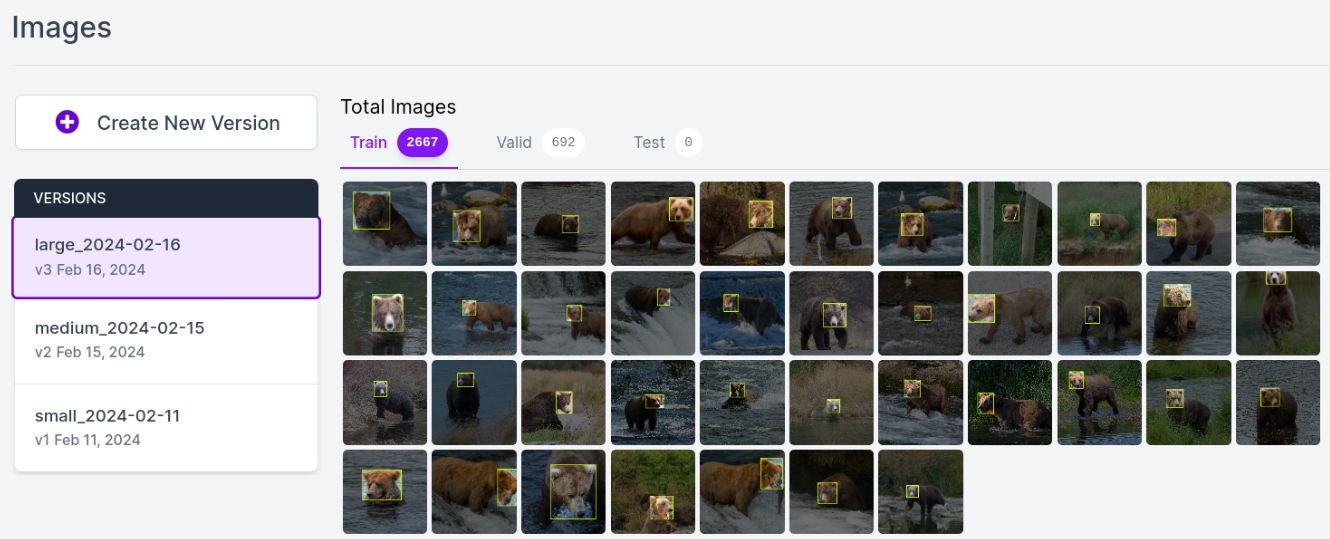 Images
Create New Version
Total Images
Train 2667 Valid 692 Test 0
VERSIONS
large_2024-02-16
v3 Feb 16, 2024
medium_2024-02-15
v2 Feb 15, 2024
small_2024-02-11
v1 Feb 11, 2024